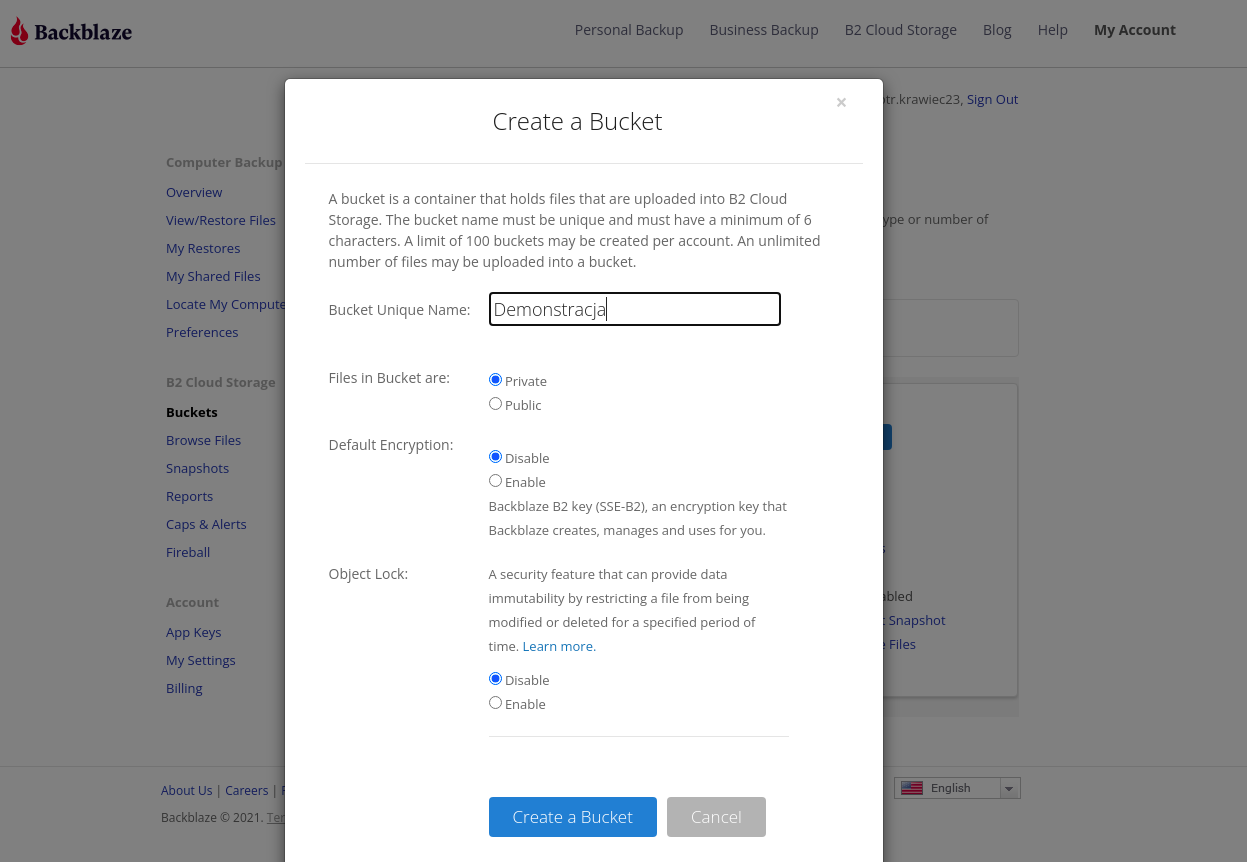 Backblaze
Personal Backup Business Backup B2 Cloud Storage Blog Help My Account
tr.krawiec23, Sign Out
×
Create a Bucket
A bucket is a container that holds files that are uploaded into B2 Cloud
Storage. The bucket name must be unique and must have a minimum of 6
characters. A limit of 100 buckets may be created per account. An unlimited
number of files may be uploaded into a bucket.
Bucket Unique Name: Demonstracja
Files in Bucket are: Private
Public
Default Encryption: Disable
Enable
Backblaze B2 key (SSE-B2), an encryption key that
Backblaze creates, manages and uses for you.
Object Lock: A security feature that can provide data
immutability by restricting a file from being
modified or deleted for a specified period of
time. Learn more.
Disable
Enable
Create a Bucket Cancel
Computer Backup
Overview
View/Restore Files
My Restores
My Shared Files
Locate My Compute
Preferences
B2 Cloud Storage
Buckets
Browse Files
Snapshots
Reports
Caps & Alerts
Fireball
Account
App Keys
My Settings
Billing
ype or number of
s
abled
Snapshot
Files
About Us | Careers |
Backblaze © 2021. Ter
English